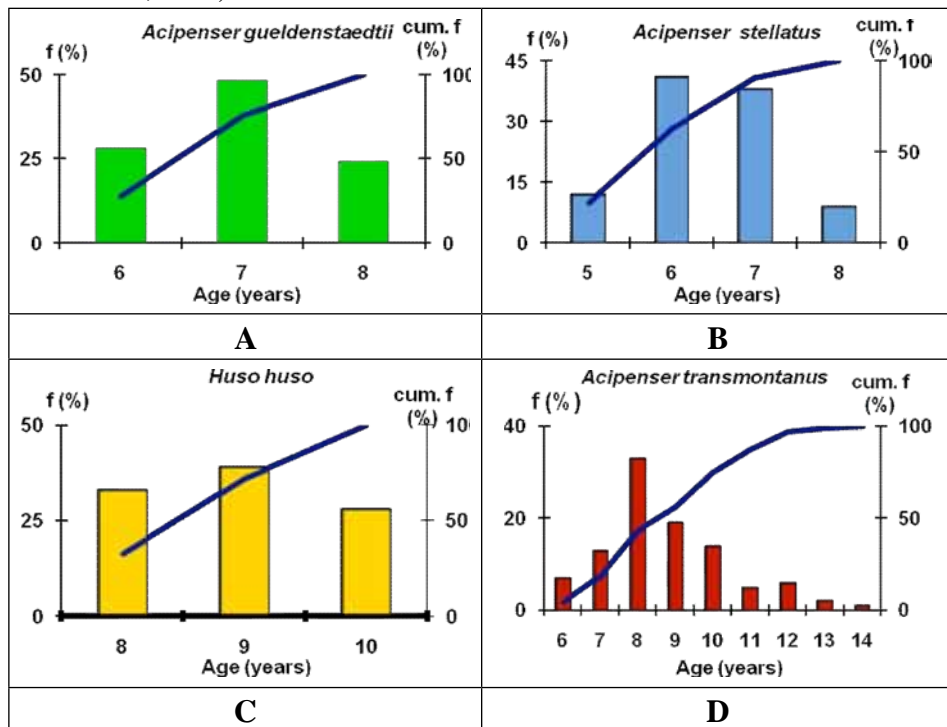 Acipenser gueldenstaedtii
cum. f
f (%)
(%)
50
100
25
50
0
0
6 7 8
Age (years)
Acipenser stellatus
cum. f
f (%)
(%)
45
100
30
50
15
0
0
5 6 7 8
Age (years)
A B
Huso huso
cum. f
f (%)
(%)
50
100
25
50
0
0
8 9 10
Age (years)
Acipenser transmontanus
cum. f
f (%)
(%)
40
100
20
50
0
0
6 7 8 9 10 11 12 13 14
Age (years)
C D